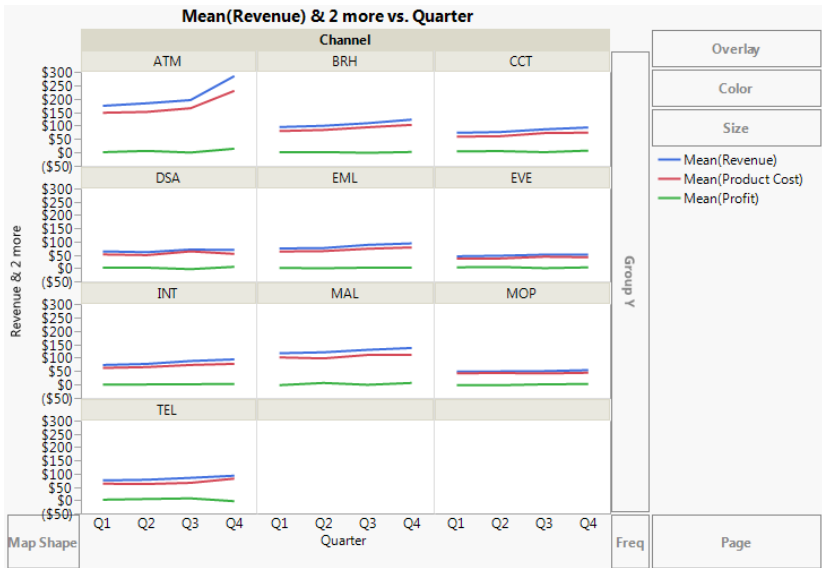 Mean(Revenue) & 2 more vs. Quarter
Channel
ATM BRH CCT
$300
$250
$200
$150
$100
$50
$0
($50)
DSA EML EVE
$300
$250
$200
$150
$100
$50
$0
($50)
INT MAL MOP
$300
$250
$200
$150
$100
$50
$0
($50)
TEL
$300
$250
$200
$150
$100
$50
$0
($50)
Revenue & 2 more
Q1 Q2 Q3 Q4 Q1 Q2 Q3 Q4 Q1 Q2 Q3 Q4
Quarter
Map Shape
Group Y
Freq
Overlay
Color
Size
Mean(Revenue)
Mean(Product Cost)
Mean(Profit)
Page